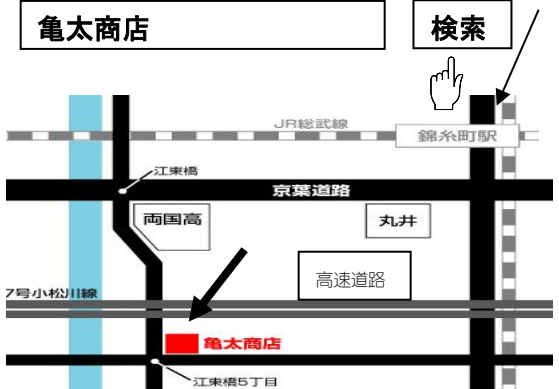 亀太商店
検索
JR総武線
錦糸町駅
江東橋
京葉道路
両国高
丸井
高速道路
7号小松川線
亀太商店
江東橋5丁目